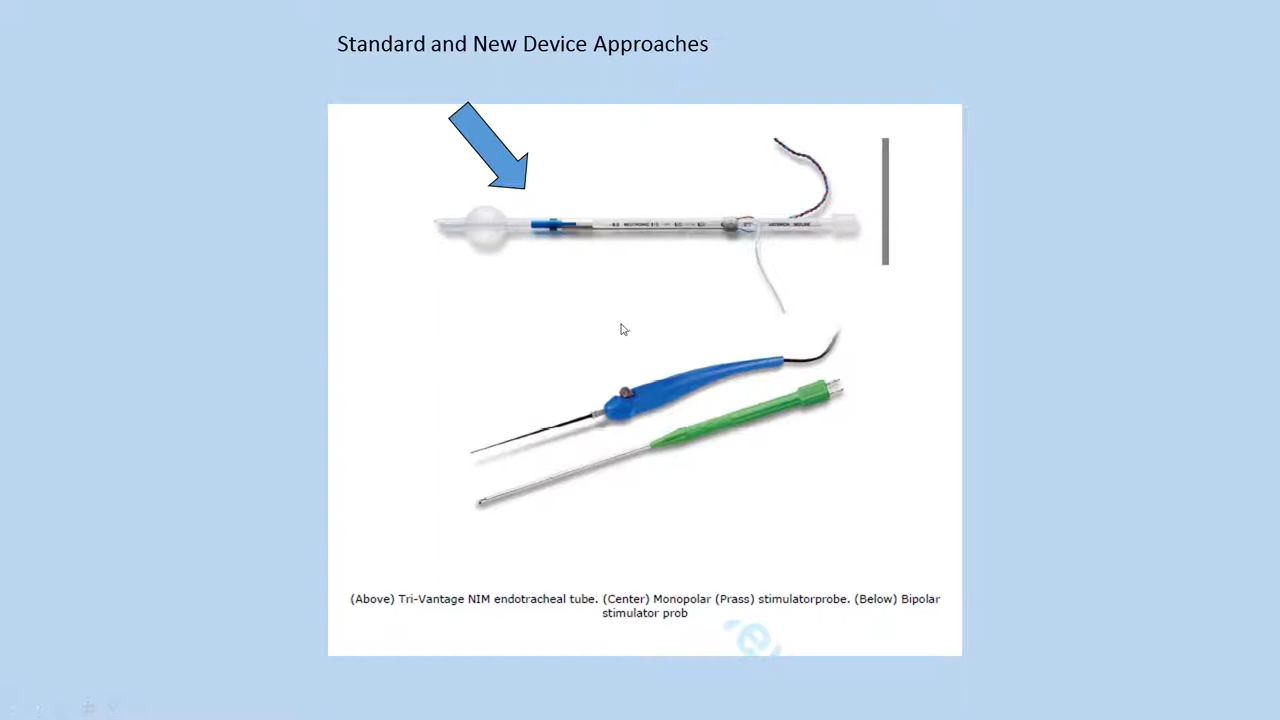 Standard and New Device Approaches
(Above) Tri-Vantage NIM endotracheal tube. (Center) Monopolar (Prass) stimulatorprobe. (Below) Bipolar
stimulator prob